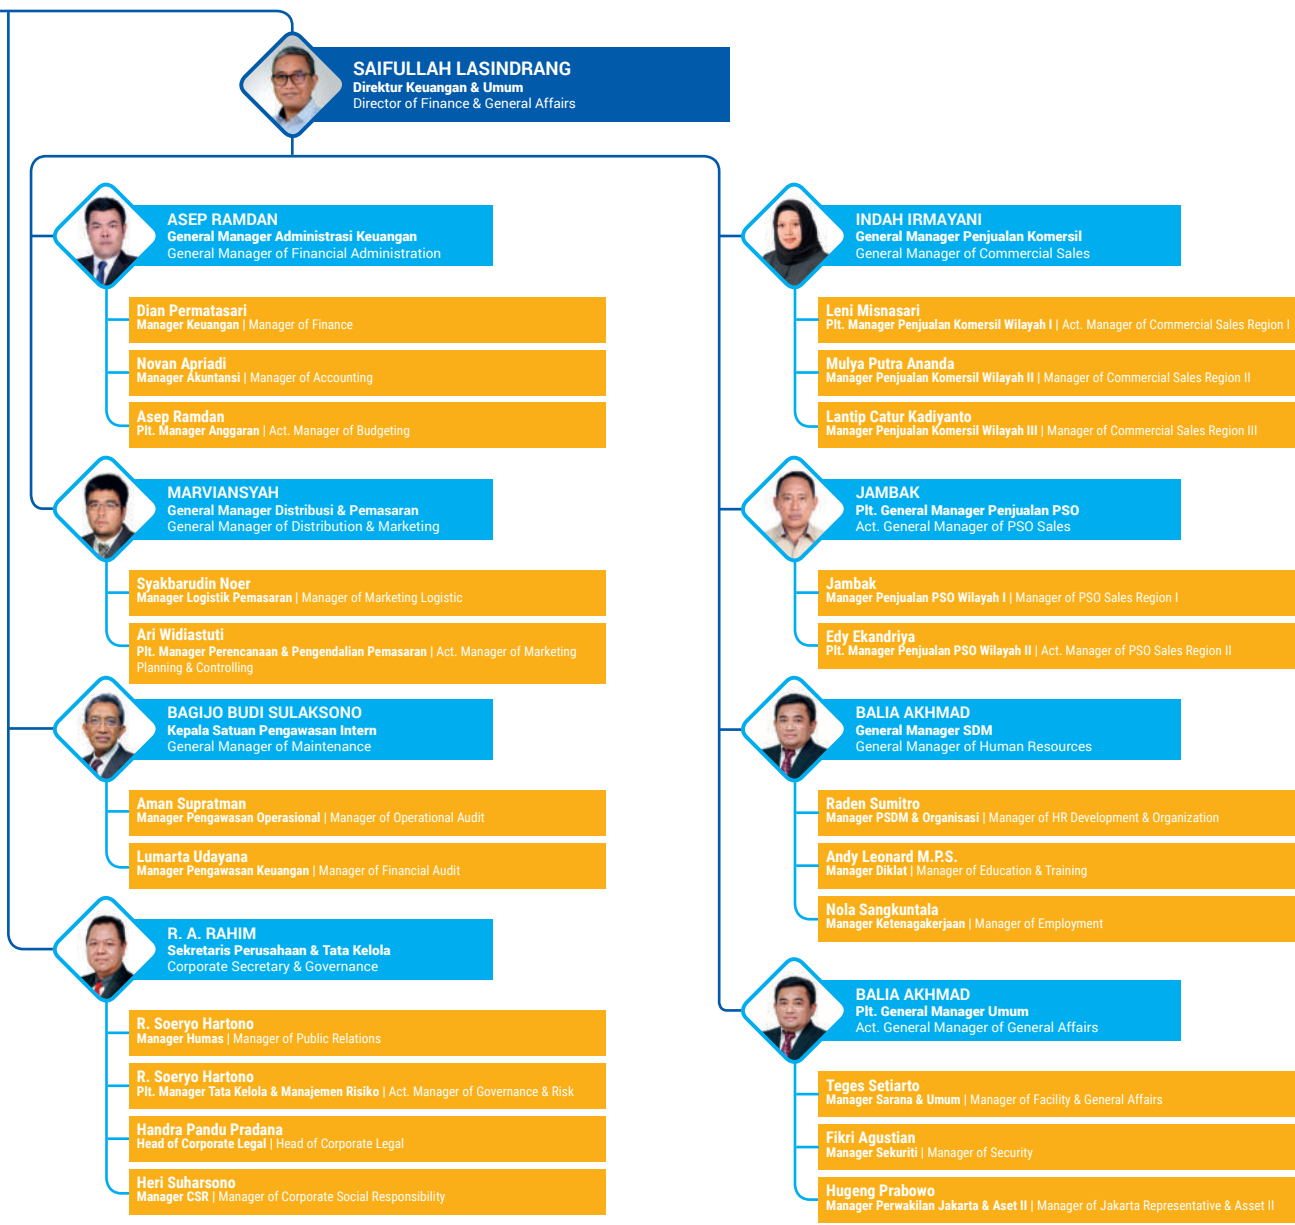 SAIFULLAH LASINDRANG
Direktur Keuangan & Umum
Director of Finance & General Affairs
ASEP RAMDAN
General Manager Administrasi Keuangan
General Manager of Financial Administration
Dian Permatasari
Manager Keuangan | Manager of Finance
Novan Apriadi
Manager Akuntansi | Manager of Accounting
Asep Ramdan
Plt. Manager Anggaran | Act. Manager of Budgeting
MARVIANSYAH
General Manager Distribusi & Pemasaran
General Manager of Distribution & Marketing
Syakbarudin Noer
Manager Logistik Pemasaran | Manager of Marketing Logistic
Ari Widiastuti
Plt. Manager Perencanaan & Pengendalian Pemasaran | Act. Manager of Marketing
Planning & Controlling
BAGIJO BUDI SULAKSONO
Kepala Satuan Pengawasan Intern
General Manager of Maintenance
Aman Supratman
Manager Pengawasan Operasional | Manager of Operational Audit
Lumarta Udayana
Manager Pengawasan Keuangan | Manager of Financial Audit
R. A. RAHIM
Sekretaris Perusahaan & Tata Kelola
Corporate Secretary & Governance
R. Soeryo Hartono
Manager Humas | Manager of Public Relations
R. Soeryo Hartono
Plt. Manager Tata Kelola & Manajemen Risiko | Act. Manager of Governance & Risk
Handra Pandu Pradana
Head of Corporate Legal | Head of Corporate Legal
Heri Suharsono
Manager CSR | Manager of Corporate Social Responsibility
INDAH IRMAYANI
General Manager Penjualan Komersil
General Manager of Commercial Sales
Leni Misnasari
Plt. Manager Penjualan Komersil Wilayah I | Act. Manager of Commercial Sales Region I
Mulya Putra Ananda
Manager Penjualan Komersil Wilayah II | Manager of Commercial Sales Region II
Lantip Catur Kadiyanto
Manager Penjualan Komersil Wilayah III | Manager of Commercial Sales Region III
JAMBAK
Plt. General Manager Penjualan PSO
Act. General Manager of PSO Sales
Jambak
Manager Penjualan PSO Wilayah I | Manager of PSO Sales Region I
Edy Ekandriya
Plt. Manager Penjualan PSO Wilayah II | Act. Manager of PSO Sales Region II
BALIA AKHMAD
General Manager SDM
General Manager of Human Resources
Raden Sumitro
Manager PSDM & Organisasi | Manager of HR Development & Organization
Andy Leonard M.P.S.
Manager Diklat | Manager of Education & Training
Nola Sangkuntala
Manager Ketenagakerjaan | Manager of Employment
BALIA AKHMAD
Plt. General Manager Umum
Act. General Manager of General Affairs
Teges Setiarto
Manager Sarana & Umum | Manager of Facility & General Affairs
Fikri Agustian
Manager Sekuriti | Manager of Security
Hugeng Prabowo
Manager Perwakilan Jakarta & Aset II | Manager of Jakarta Representative & Asset II